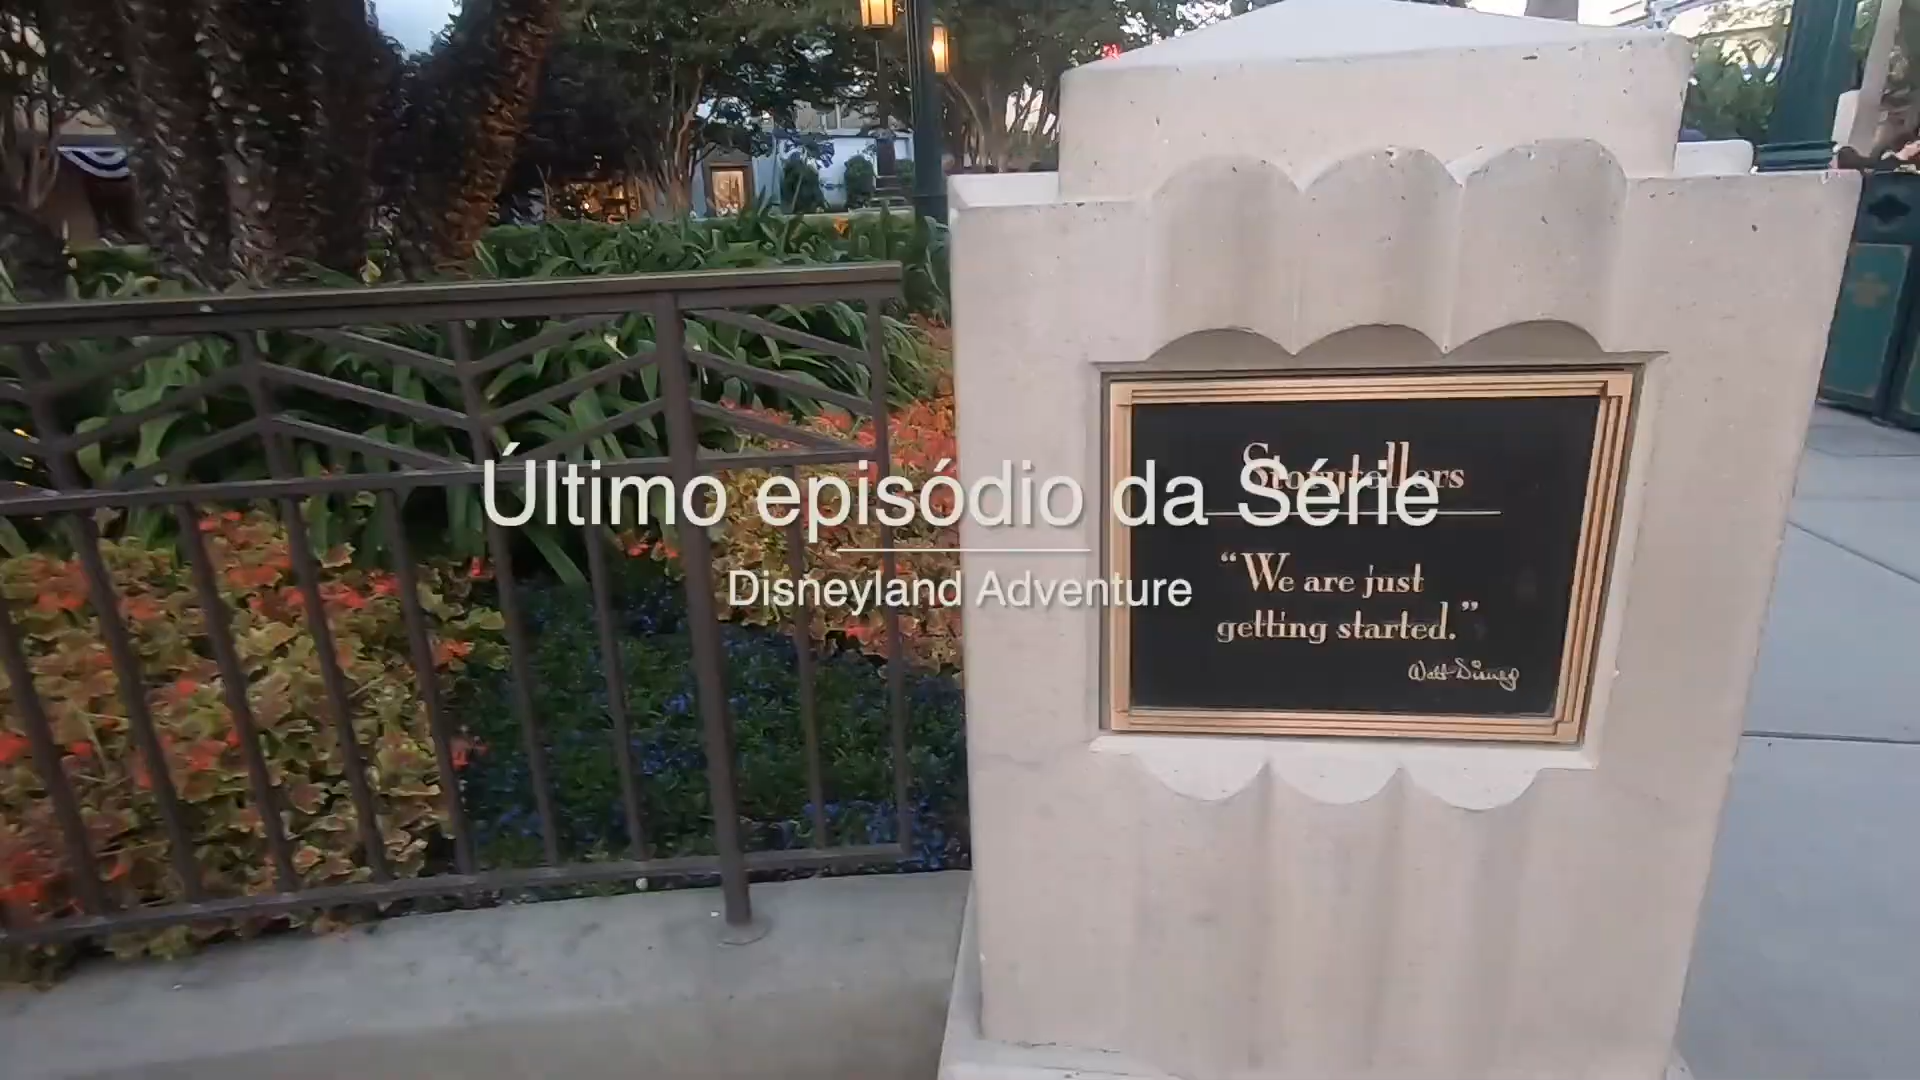 Último episódio da Série
Disneyland Adventure
Storytellers
“We are just
getting started.”
Walt Disney